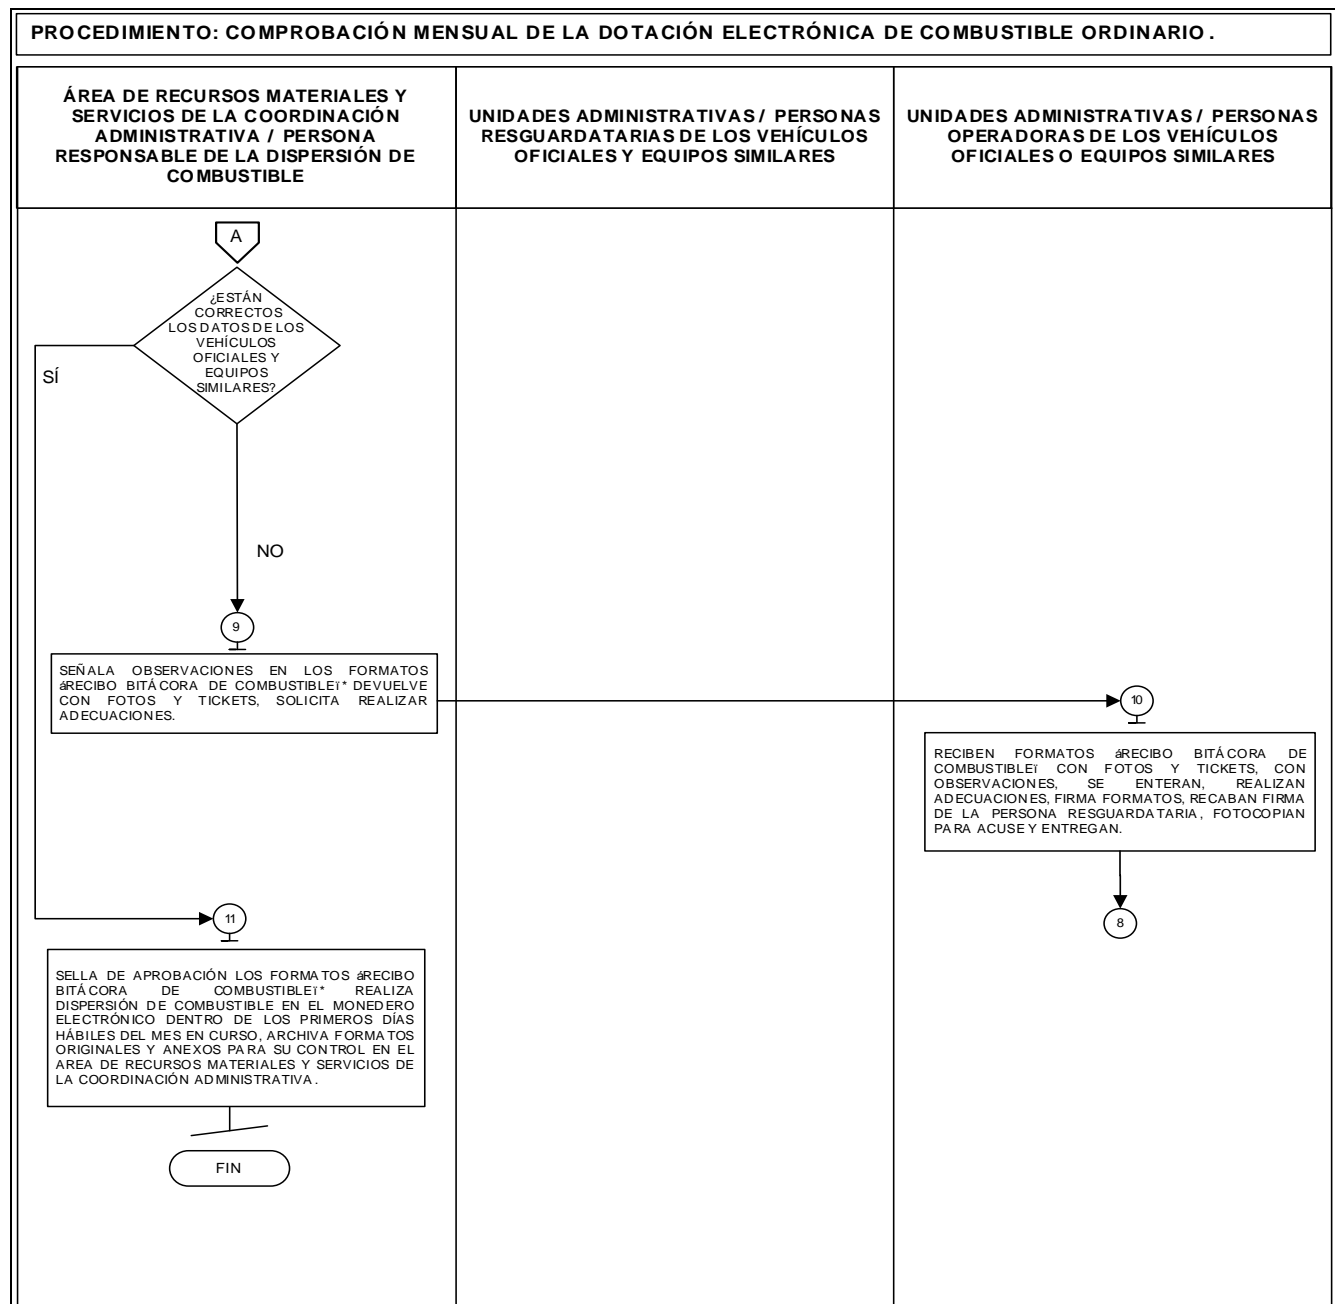 PROCEDIMIENTO: COMPROBACIÓN MENSUAL DE LA DOTACIÓN ELECTRÓNICA DE COMBUSTIBLE ORDINARIO.
ÁREA DE RECURSOS MATERIALES Y
SERVICIOS DE LA COORDINACIÓN
ADMINISTRATIVA / PERSONA
RESPONSABLE DE LA DISPERSIÓN DE
COMBUSTIBLE
UNIDADES ADMINISTRATIVAS / PERSONAS
RESGUARDATARIAS DE LOS VEHÍCULOS
OFICIALES Y EQUIPOS SIMILARES
UNIDADES ADMINISTRATIVAS / PERSONAS
OPERADORAS DE LOS VEHÍCULOS
OFICIALES O EQUIPOS SIMILARES
A
¿ESTÁN
CORRECTOS
LOS DATOS DE LOS
VEHÍCULOS
OFICIALES Y
EQUIPOS
SIMILARES?
SÍ
NO
9
SEÑALA OBSERVACIONES EN LOS FORMATOS
áRECIBO BITÁCORA DE COMBUSTIBLEï* DEVUELVE
CON FOTOS Y TICKETS, SOLICITA REALIZAR
ADECUACIONES.
10
RECIBEN FORMATOS áRECIBO BITÁCORA DE
COMBUSTIBLEï CON FOTOS Y TICKETS, CON
OBSERVACIONES, SE ENTERAN, REALIZAN
ADECUACIONES, FIRMA FORMATOS, RECABAN FIRMA
DE LA PERSONA RESGUARDATARIA, FOTOCOPIAN
PARA ACUSE Y ENTREGAN.
8
11
SELLA DE APROBACIÓN LOS FORMATOS áRECIBO
BITÁCORA DE COMBUSTIBLEï* REALIZA
DISPERSIÓN DE COMBUSTIBLE EN EL MONEDERO
ELECTRÓNICO DENTRO DE LOS PRIMEROS DÍAS
HÁBILES DEL MES EN CURSO, ARCHIVA FORMATOS
ORIGINALES Y ANEXOS PARA SU CONTROL EN EL
AREA DE RECURSOS MATERIALES Y SERVICIOS DE
LA COORDINACIÓN ADMINISTRATIVA.
FIN